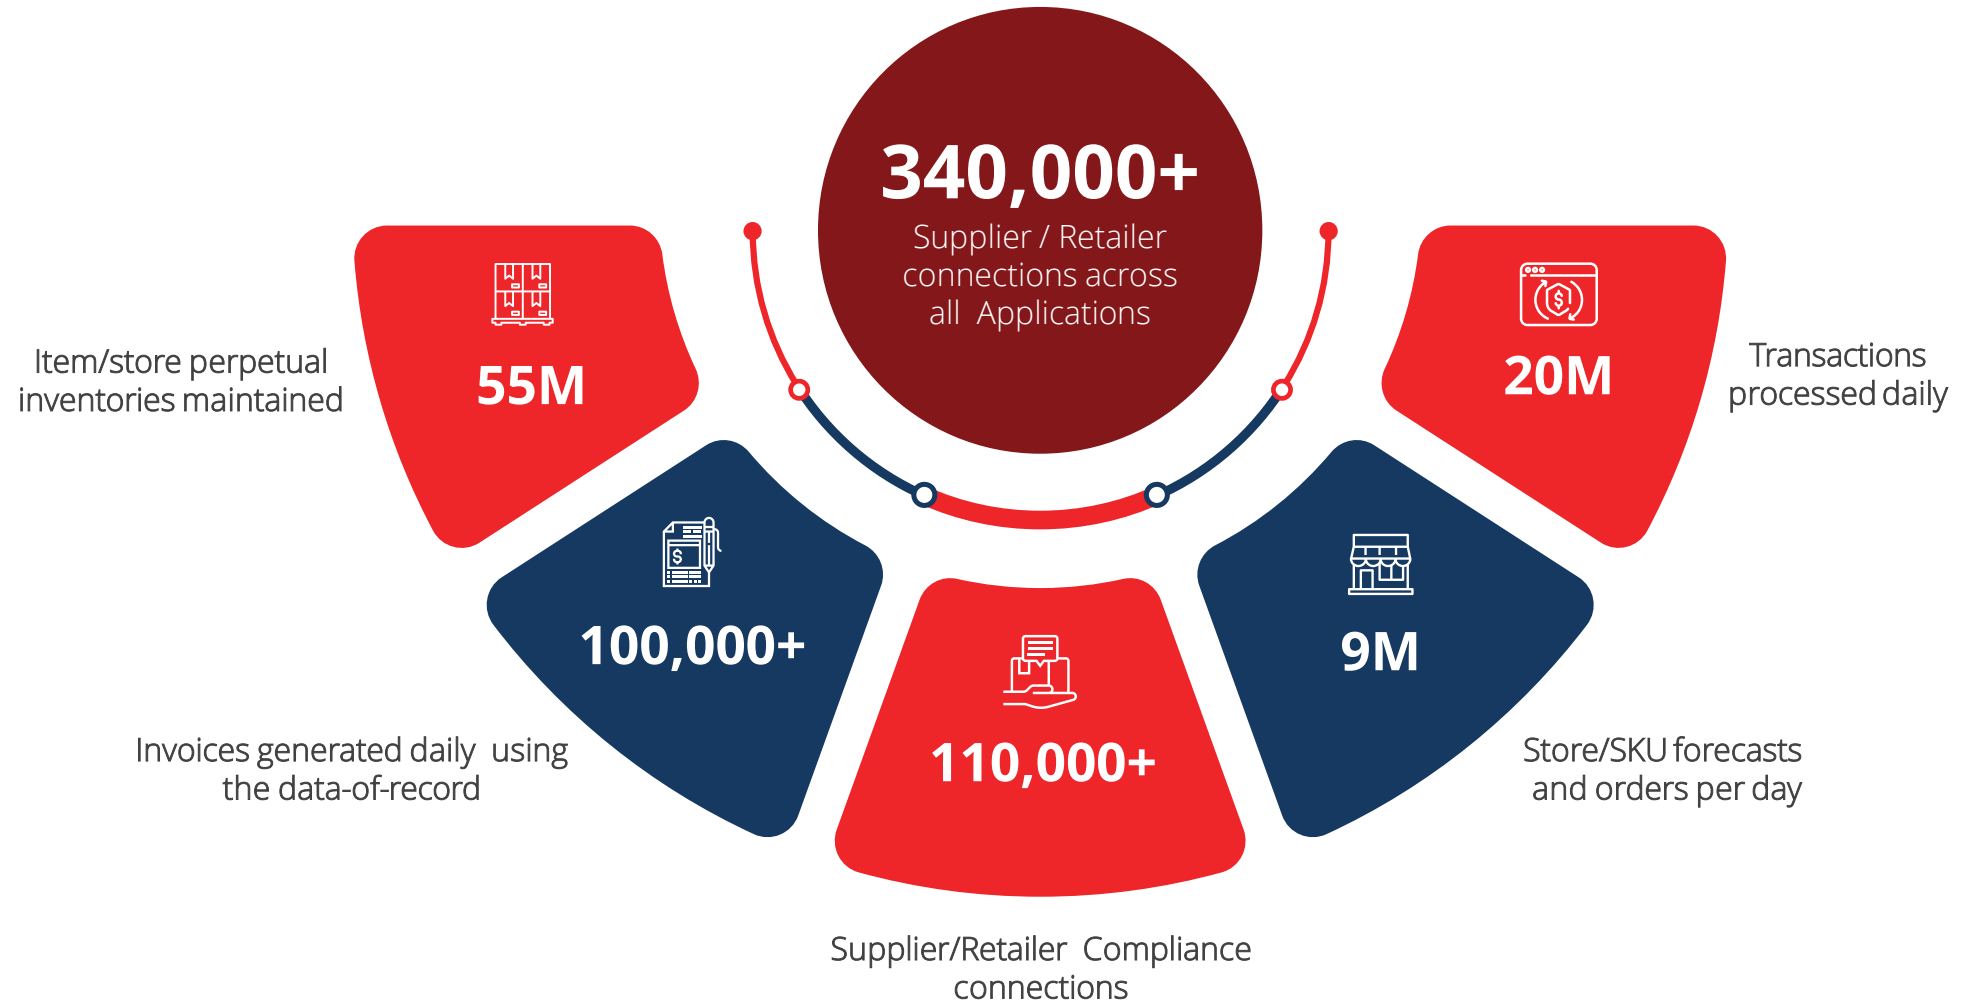 340,000+
Supplier / Retailer
connections across
all Applications
55M
Item/store perpetual
inventories maintained
100,000+
Invoices generated daily using
the data-of-record
110,000+
Supplier/Retailer Compliance
connections
9M
Store/SKU forecasts
and orders per day
20M
Transactions
processed daily
$
$